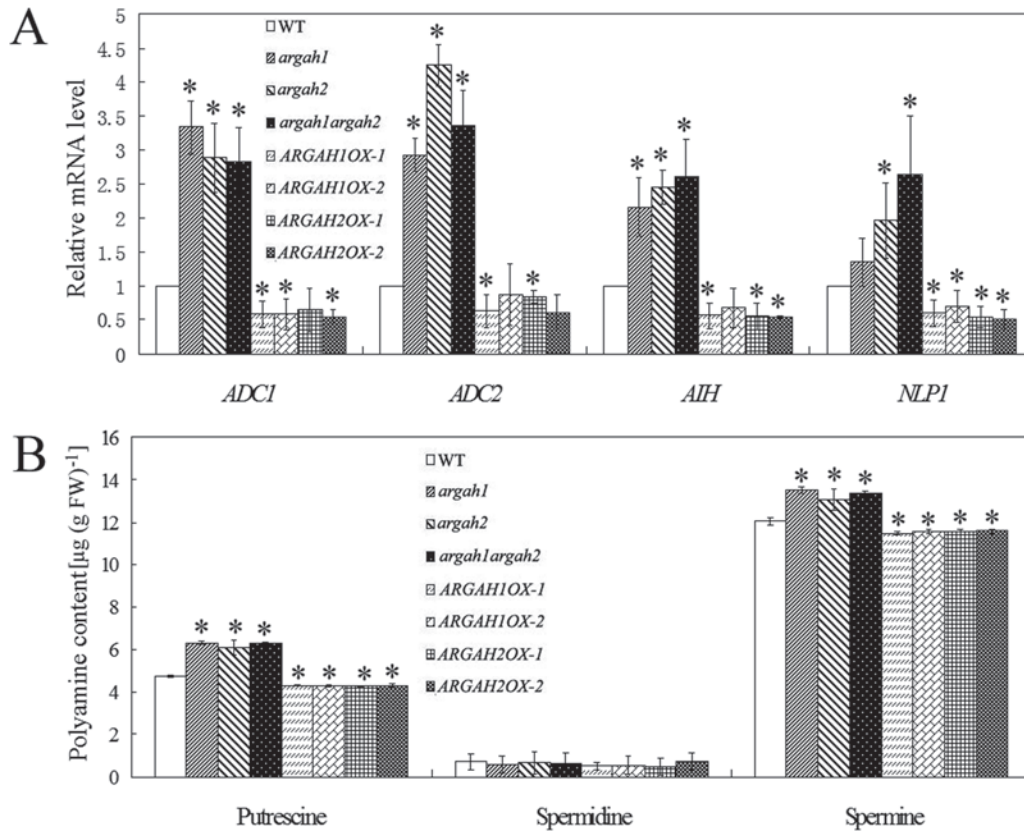 A
Relative mRNA level
5
4.5
4
3.5
3
2.5
2
1.5
1
0.5
0
WT
argah1
argah2
argah1argah2
ARGAH1OX-1
ARGAH1OX-2
ARGAH2OX-1
ARGAH2OX-2
* * *
* * *
* * *
* *
* * *
* *
* * *
* * * *
ADC1 ADC2 AIH NLP1
B
Polyamine content[µg (g FW)-1]
16
14
12
10
8
6
4
2
0
WT
argah1
argah2
argah1argah2
ARGAH1OX-1
ARGAH1OX-2
ARGAH2OX-1
ARGAH2OX-2
* * *
* * * *
* * *
* * * *
Putrescine Spermidine Spermine